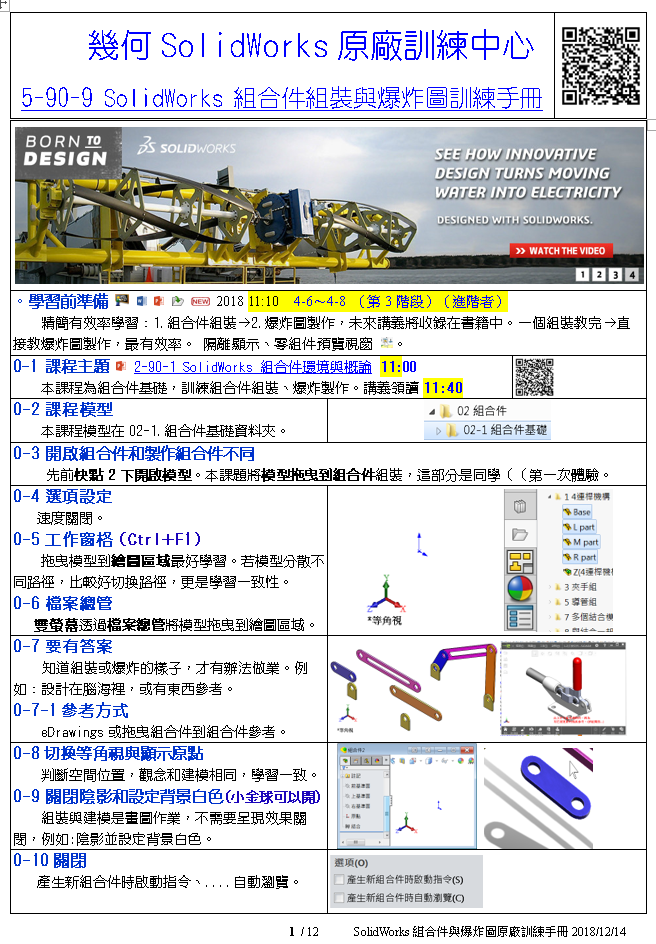 幾何 SolidWorks 原廠訓練中心
5-90-9 SolidWorks 組合件組裝與爆炸圖訓練手冊
BORN TO DESIGN
SOLIDWORKS
SEE HOW INNOVATIVE
DESIGN TURNS MOVING
WATER INTO ELECTRICITY
DESIGNED WITH SOLIDWORKS.
WATCH THE VIDEO
1 2 3 4
。學習前準備 NEW 2018 11:10 4-6~4-8 (第 3 階段)(進階者)
精簡有效率學習:1.組合件組裝→2.爆炸圖製作,未來講義將收錄在書籍中。一個組裝教完→直
接教爆炸圖製作,最有效率。 隔離顯示、零組件預覽視窗 。
0-1 課程主題 2-90-1 SolidWorks 組合件環境與概論 11:00
本課程為組合件基礎,訓練組合件組裝、爆炸製作。講義領讀 11:40
0-2 課程模型
本課程模型在 02-1.組合件基礎資料夾。
02 組合件
02-1 組合件基礎
0-3 開啟組合件和製作組合件不同
先前快點 2 下開啟模型。本課題將模型拖曳到組合件組裝,這部分是同學((第一次體驗。
0-4 選項設定
速度關閉。
0-5 工作窗格(Ctrl+F1)
拖曳模型到繪圖區域最好學習。若模型分散不
同路徑,比較好切換路徑,更是學習一致性。
0-6 檔案總管
雙螢幕透過檔案總管將模型拖曳到繪圖區域。
*等角視
1 4連桿機構
Base
L part
M part
R part
Z(4連桿機
3 夾手組
5 導管組
7 多個結合模
0-7 要有答案
知道組裝或爆炸的樣子,才有辦法做業。例
如:設計在腦海裡,或有東西參考。
0-7-1 參考方式
eDrawings 或拖曳組合件到組合件參考。
*等角視
0-8 切換等角視與顯示原點
判斷空間位置,觀念和建模相同,學習一致。
0-9 關閉陰影和設定背景白色(小金球可以開)
組裝與建模是畫圖作業,不需要呈現效果關
閉,例如:陰影並設定背景白色。
組合件2
註記
前基準面
上基準面
右基準面
原點
結合
0-10 關閉
產生新組合件時啟動指令、....自動瀏覽。
選項(O)
產生新組合件時啟動指令(S)
產生新組合件時自動瀏覽(C)
1 / 12 SolidWorks 組合件與爆炸圖原廠訓練手冊 2018/12/14